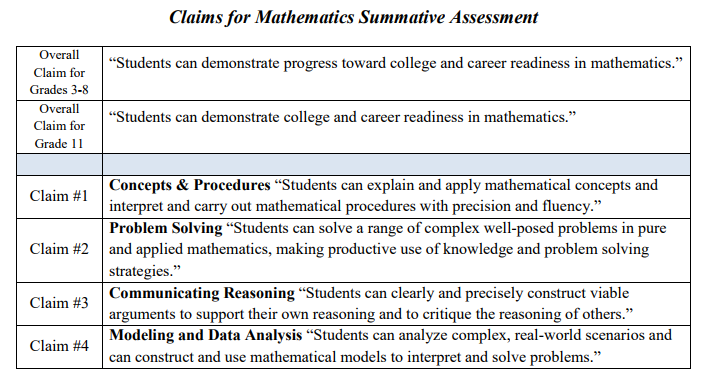 Claims for Mathematics Summative Assessment
Overall
Claim for
Grades 3-8
“Students can demonstrate progress toward college and career readiness in mathematics.”
Overall
Claim for
Grade 11
“Students can demonstrate college and career readiness in mathematics.”
Claim #1
Concepts & Procedures “Students can explain and apply mathematical concepts and
interpret and carry out mathematical procedures with precision and fluency.”
Claim #2
Problem Solving “Students can solve a range of complex well-posed problems in pure
and applied mathematics, making productive use of knowledge and problem solving
strategies.”
Claim #3
Communicating Reasoning “Students can clearly and precisely construct viable
arguments to support their own reasoning and to critique the reasoning of others.”
Claim #4
Modeling and Data Analysis “Students can analyze complex, real-world scenarios and
can construct and use mathematical models to interpret and solve problems.”